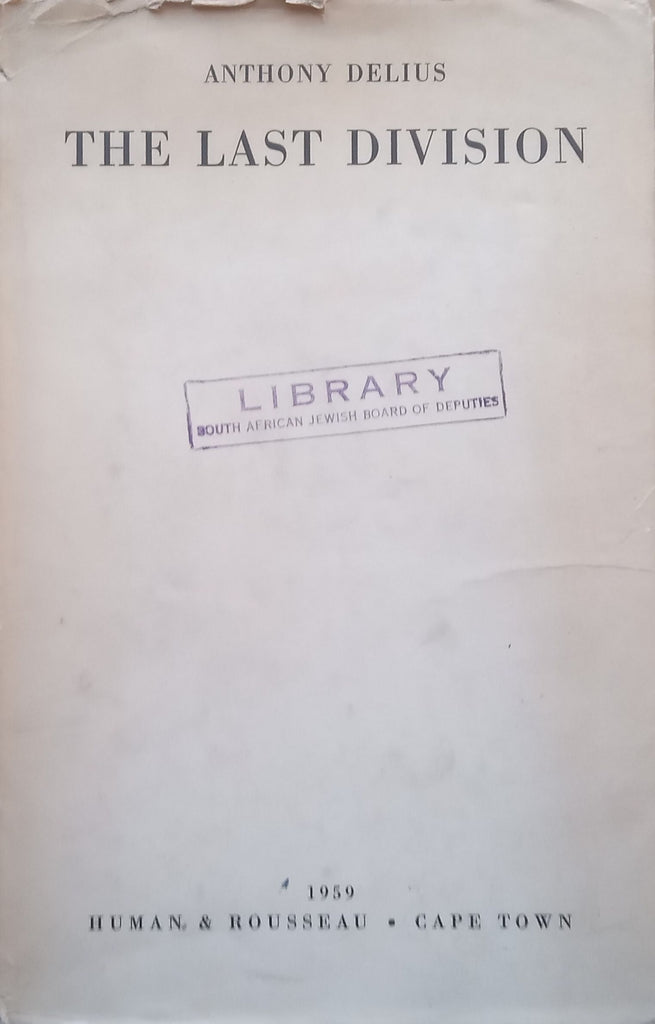 ANTHONY DELIUS
THE LAST DIVISION
LIBRARY
SOUTH AFRICAN JEWISH BOARD OF DEPUTIES
1959
HUMAN & ROUSSEAU • CAPE TOWN